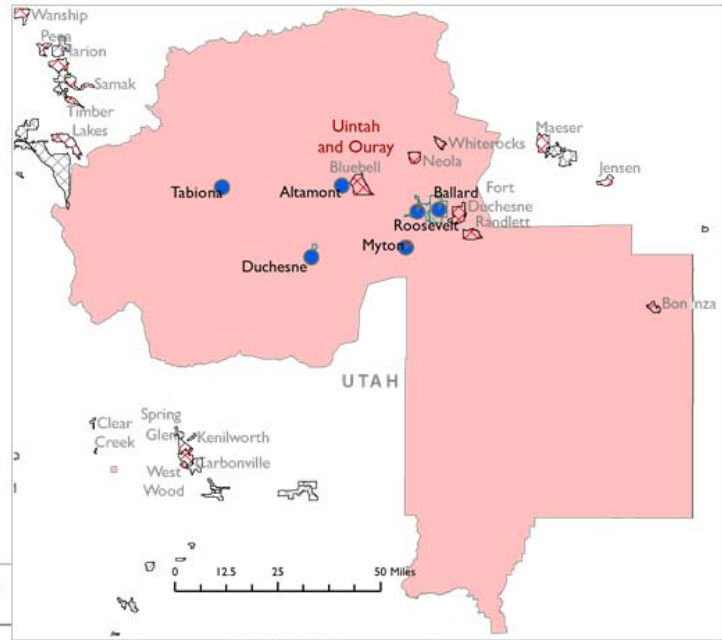 Wanship
Peoa
Marion
Samak
Timber
Lakes
Uintah
and Ouray
Bluebell
Whiterocks
Neola
Maeser
Jensen
Tabiona
Altamont
Ballard
Fort
Duchesne
Roosevelt
Randlett
Myton
Duchesne
Bonanza
UTAH
Clear
Creek
Spring
Glen
Kenilworth
Carbonville
West
Wood
0 12.5 25 50 Miles